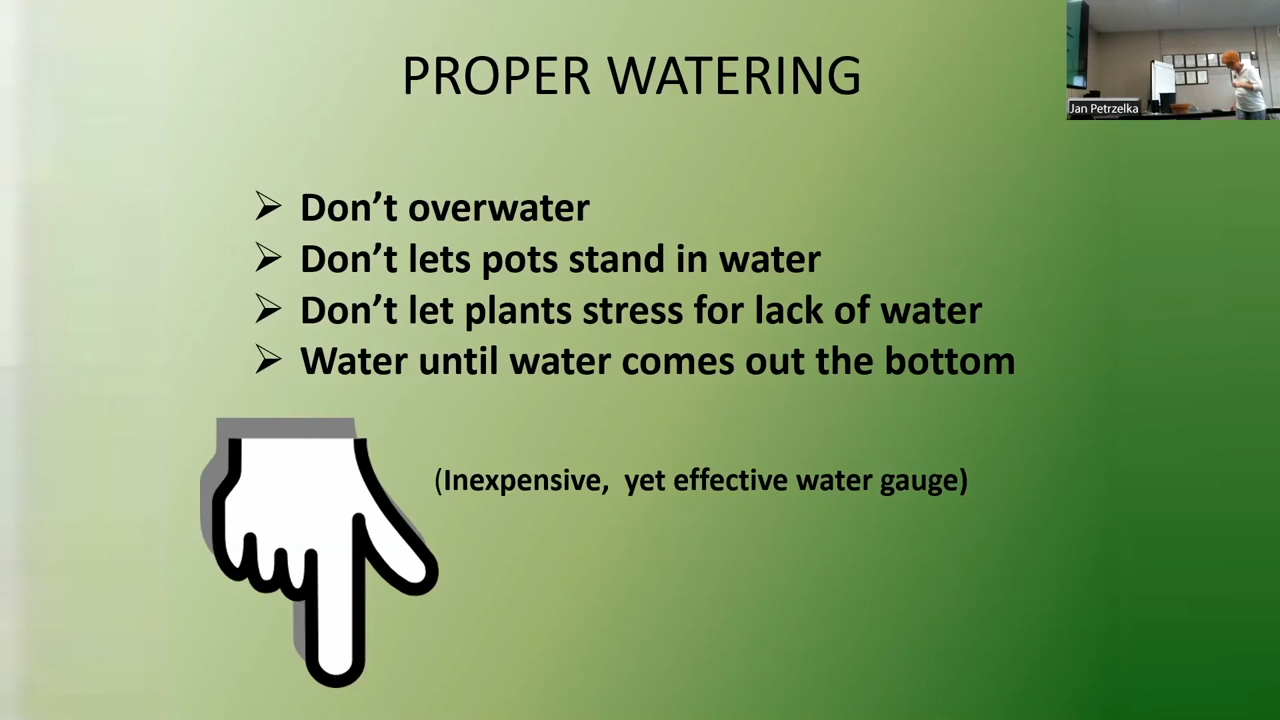 PROPER WATERING
Jan Petrzelka
➢ Don’t overwater
➢ Don’t lets pots stand in water
➢ Don’t let plants stress for lack of water
➢ Water until water comes out the bottom
(Inexpensive,  yet effective water gauge)